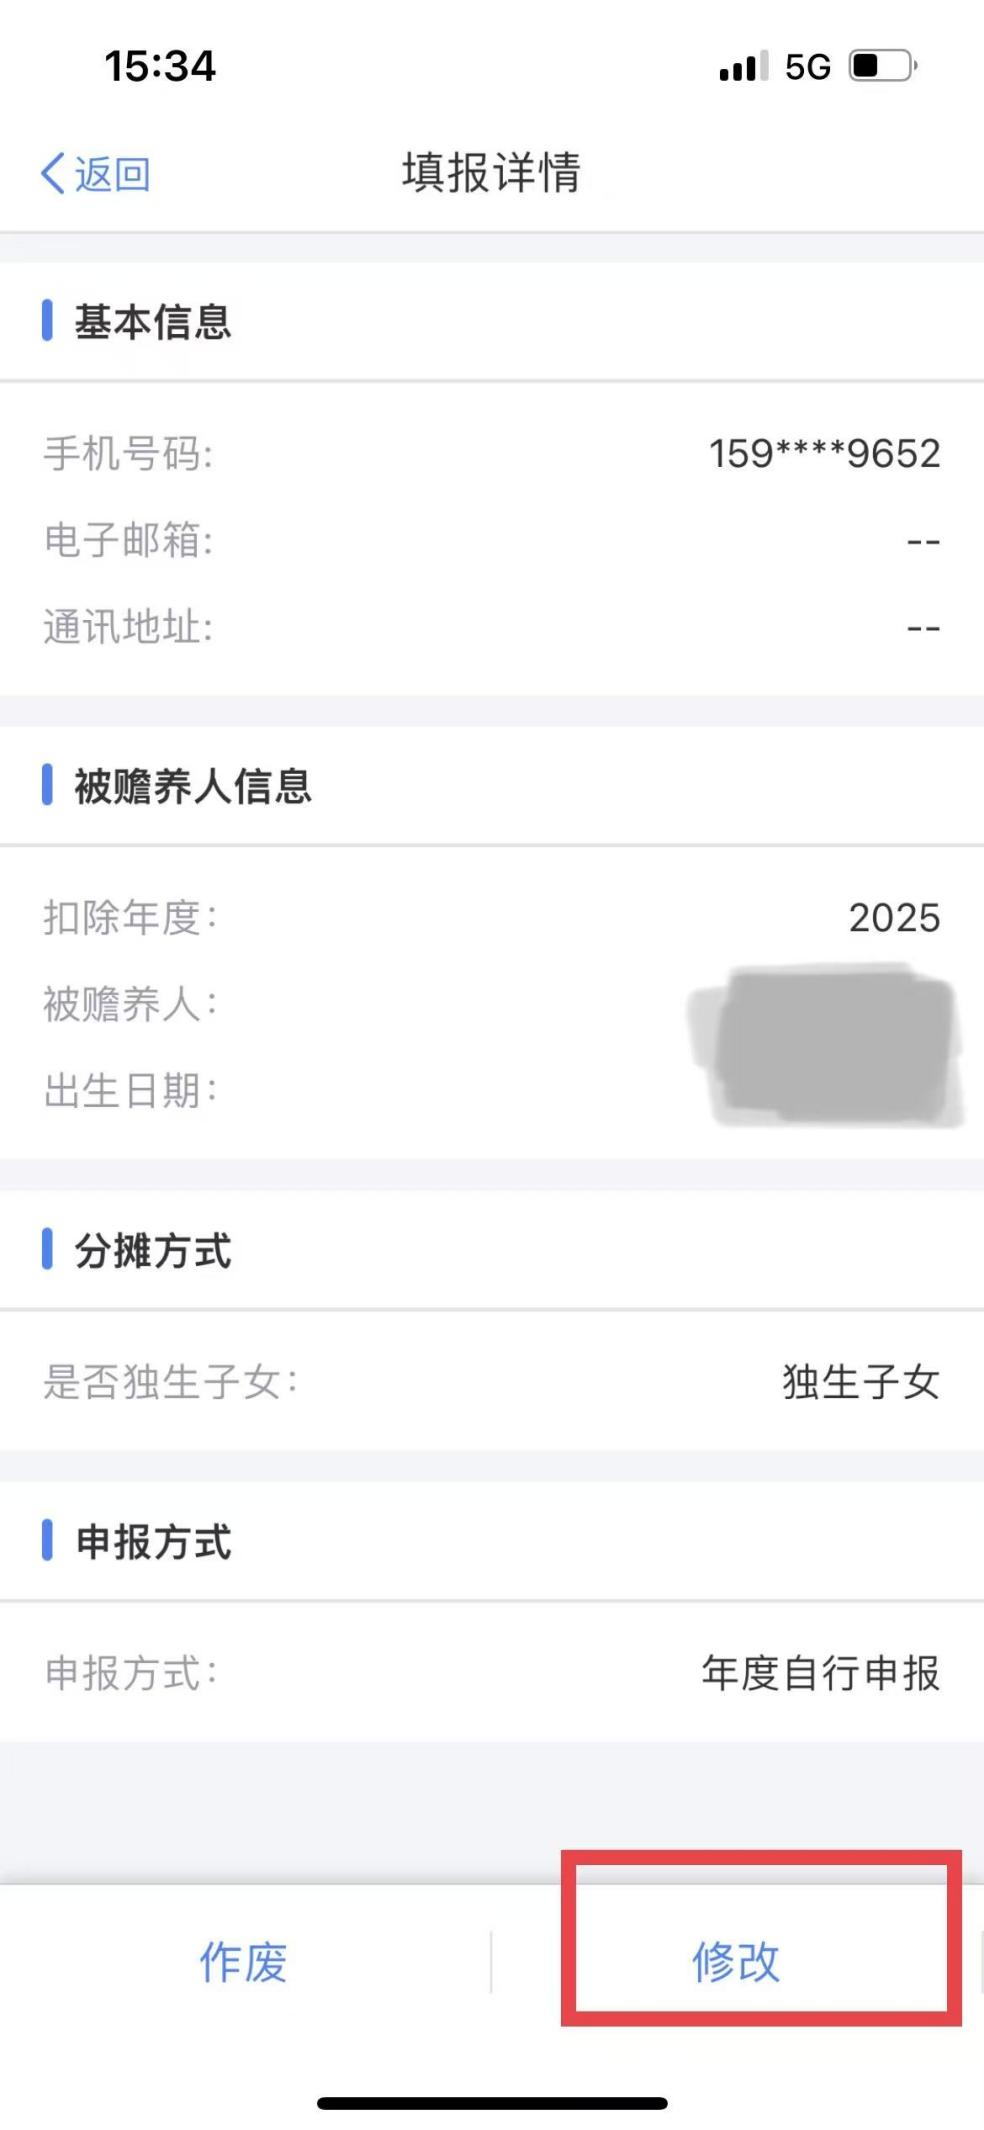 15:34
5G
返回
填报详情
基本信息
手机号码: 159****9652
电子邮箱: --
通讯地址: --
被赡养人信息
扣除年度: 2025
被赡养人:
出生日期:
分摊方式
是否独生子女: 独生子女
申报方式
申报方式: 年度自行申报
作废
修改